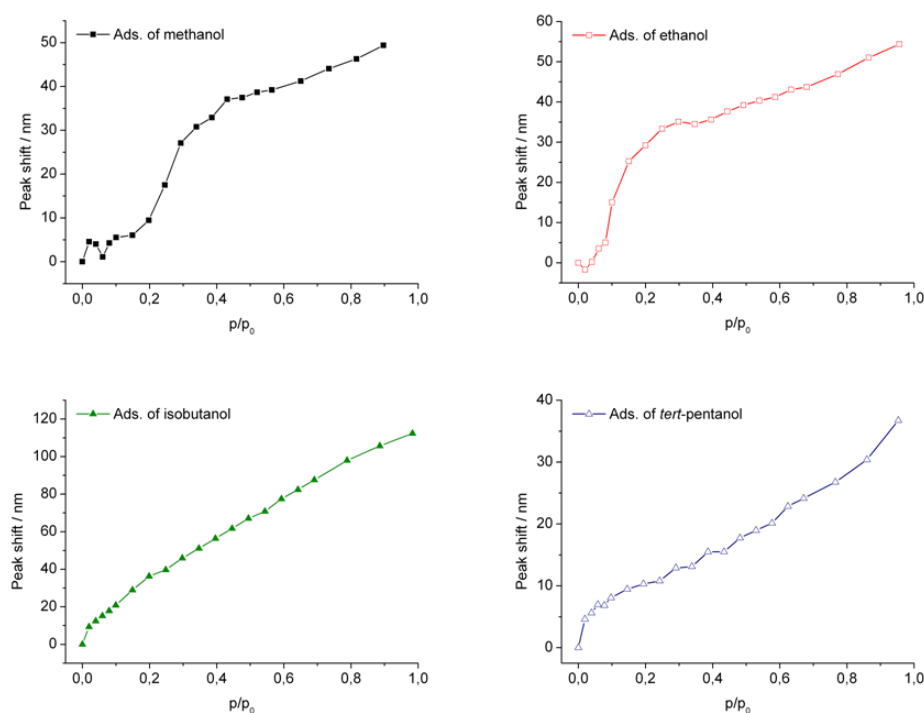 Ads. of methanol
Peak shift / nm
50
40
30
20
10
0
0,0 0,2 0,4 0,6 0,8 1,0
p/p₀
Ads. of ethanol
Peak shift / nm
60
50
40
30
20
10
0
0,0 0,2 0,4 0,6 0,8 1,0
p/p₀
Ads. of isobutanol
Peak shift / nm
120
100
80
60
40
20
0
0,0 0,2 0,4 0,6 0,8 1,0
p/p₀
Ads. of tert-pentanol
Peak shift / nm
40
30
20
10
0
0,0 0,2 0,4 0,6 0,8 1,0
p/p₀